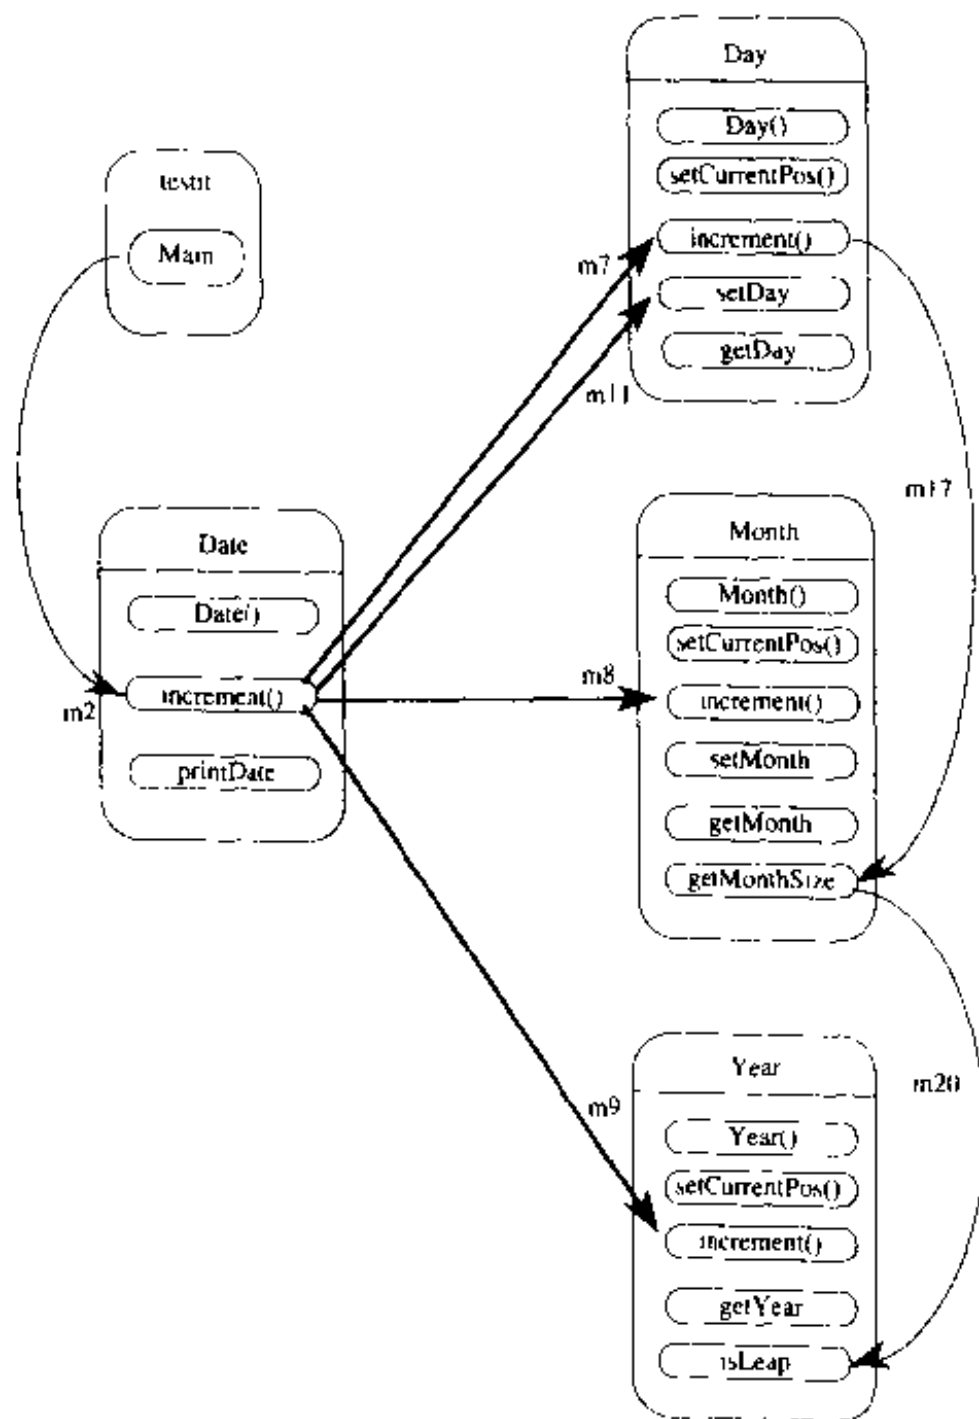 Day
Day()
setCurrentPos()
increment()
setDay
getDay
testit
Main
m7
m11
m17
Date
Date()
increment()
printDate
m2
m8
Month
Month()
setCurrentPos()
increment()
setMonth
getMonth
getMonthSize
m9
m20
Year
Year()
setCurrentPos()
increment()
getYear
isLeap